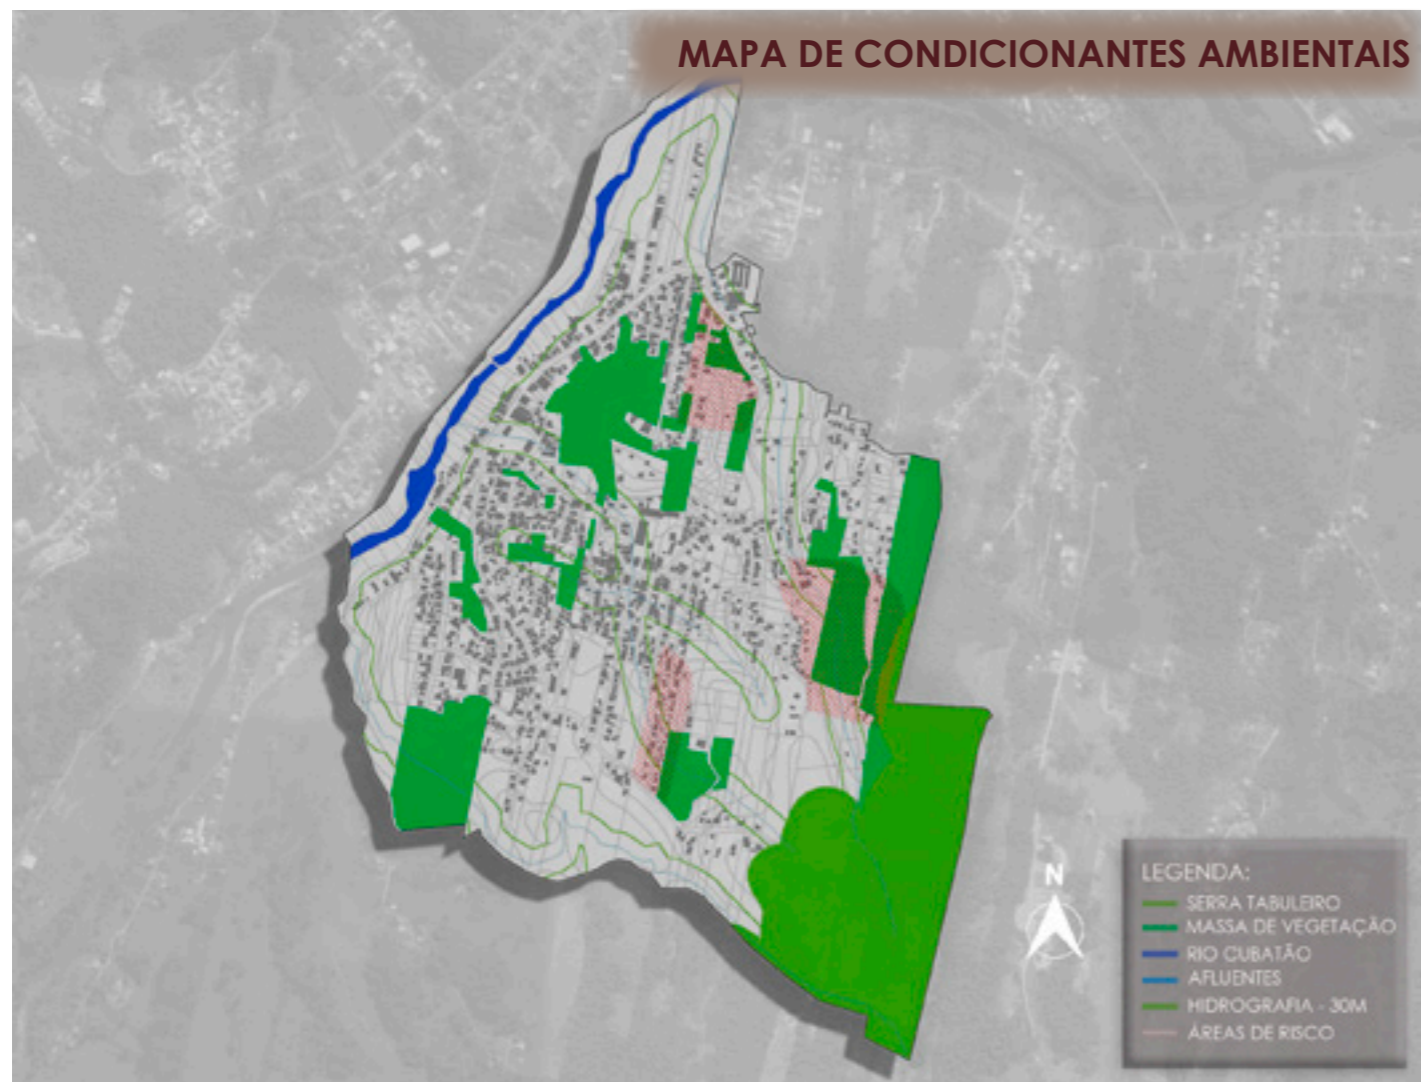 MAPA DE CONDICIONANTES AMBIENTAIS
N
LEGENDA:
SERRA TABULEIRO
MASSA DE VEGETAÇÃO
RIO CUBATÃO
AFLUENTES
HIDROGRAFIA - 30M
ÁREAS DE RISCO